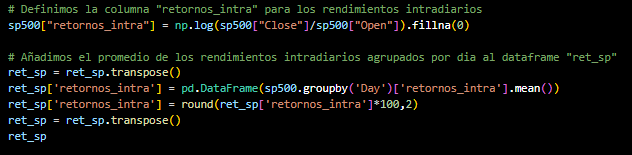 # Definimos la columna "retornos_intra" para los rendimientos intradiarios
sp500["retornos_intra"] = np.log(sp500["Close"]/sp500["Open"]).fillna(0)
# Añadimos el promedio de los rendimientos intradiarios agrupados por dia al dataframe "ret_sp"
ret_sp = ret_sp.transpose()
ret_sp['retornos_intra'] = pd.DataFrame(sp500.groupby('Day')['retornos_intra'].mean())
ret_sp['retornos_intra'] = round(ret_sp['retornos_intra']*100,2)
ret_sp = ret_sp.transpose()
ret_sp